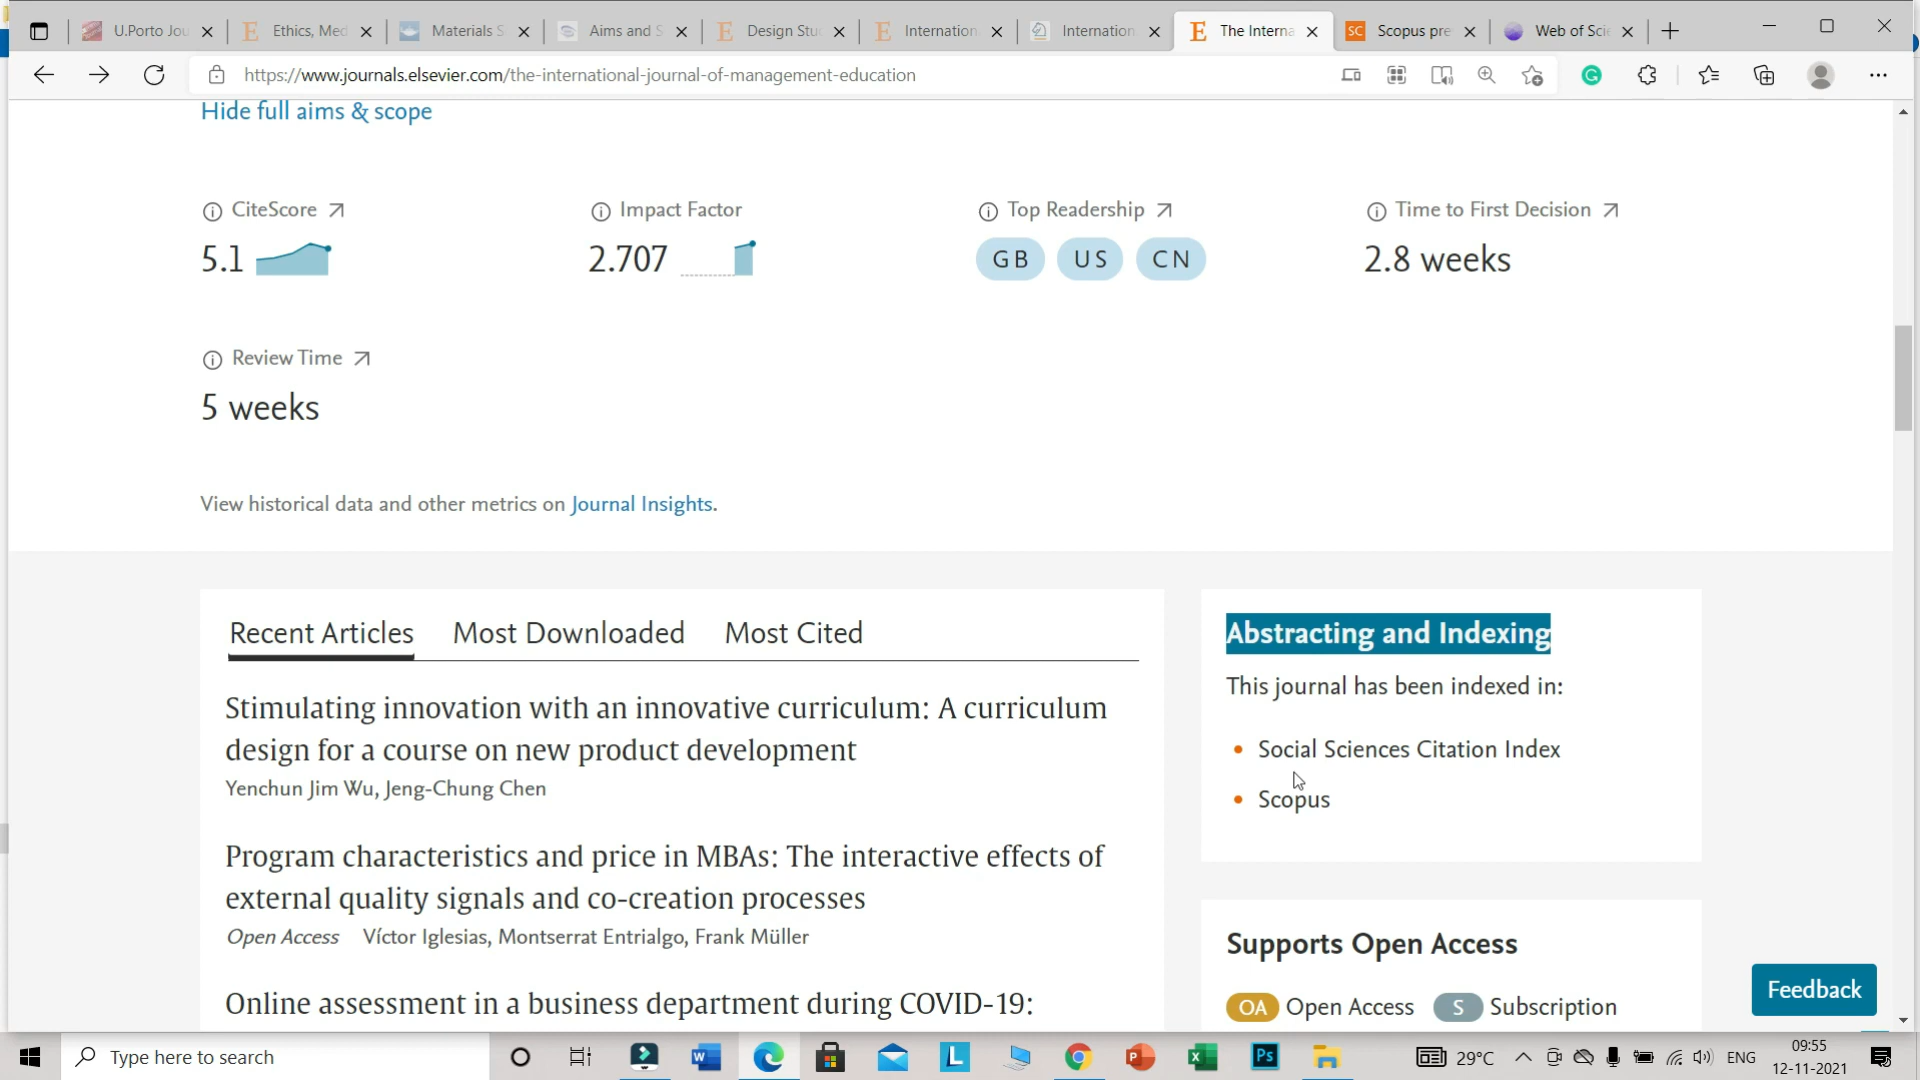 U.Porto Jou
Ethics, Med
Materials S
Aims and S
Design Stu
Internation
Internation
The Interna
SC Scopus pre
Web of Scie
https://www.journals.elsevier.com/the-international-journal-of-management-education
Hide full aims & scope
CiteScore
Impact Factor
Top Readership
Time to First Decision
5.1
2.707
GB US CN
2.8 weeks
Review Time
5 weeks
View historical data and other metrics on Journal Insights.
Recent Articles Most Downloaded Most Cited
Stimulating innovation with an innovative curriculum: A curriculum
design for a course on new product development
Yenchun Jim Wu, Jeng-Chung Chen
Program characteristics and price in MBAs: The interactive effects of
external quality signals and co-creation processes
Open Access Víctor Iglesias, Montserrat Entrialgo, Frank Müller
Online assessment in a business department during COVID-19:
Abstracting and Indexing
This journal has been indexed in:
• Social Sciences Citation Index
• Scopus
Supports Open Access
OA Open Access S Subscription
Feedback
Type here to search
29°C
ENG
09:55
12-11-2021